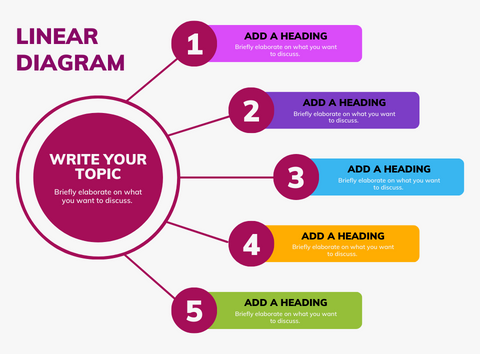 LINEAR
DIAGRAM
WRITE YOUR
TOPIC
Briefly elaborate on what
you want to discuss.
1
ADD A HEADING
Briefly elaborate on what you want
to discuss.
2
ADD A HEADING
Briefly elaborate on what you want
to discuss.
3
ADD A HEADING
Briefly elaborate on what you want
to discuss.
4
ADD A HEADING
Briefly elaborate on what you want
to discuss.
5
ADD A HEADING
Briefly elaborate on what you want
to discuss.